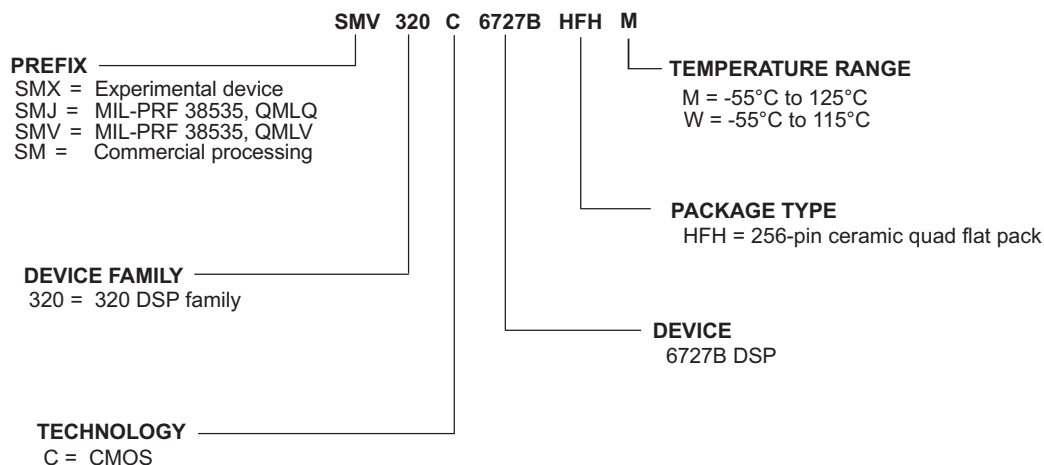 SMV 320 C 6727B HFH M
PREFIX
SMX = Experimental device
SMJ = MIL-PRF 38535, QMLQ
SMV = MIL-PRF 38535, QMLV
SM = Commercial processing
TEMPERATURE RANGE
M = -55°C to 125°C
W = -55°C to 115°C
PACKAGE TYPE
HFH = 256-pin ceramic quad flat pack
DEVICE FAMILY
320 = 320 DSP family
DEVICE
6727B DSP
TECHNOLOGY
C = CMOS